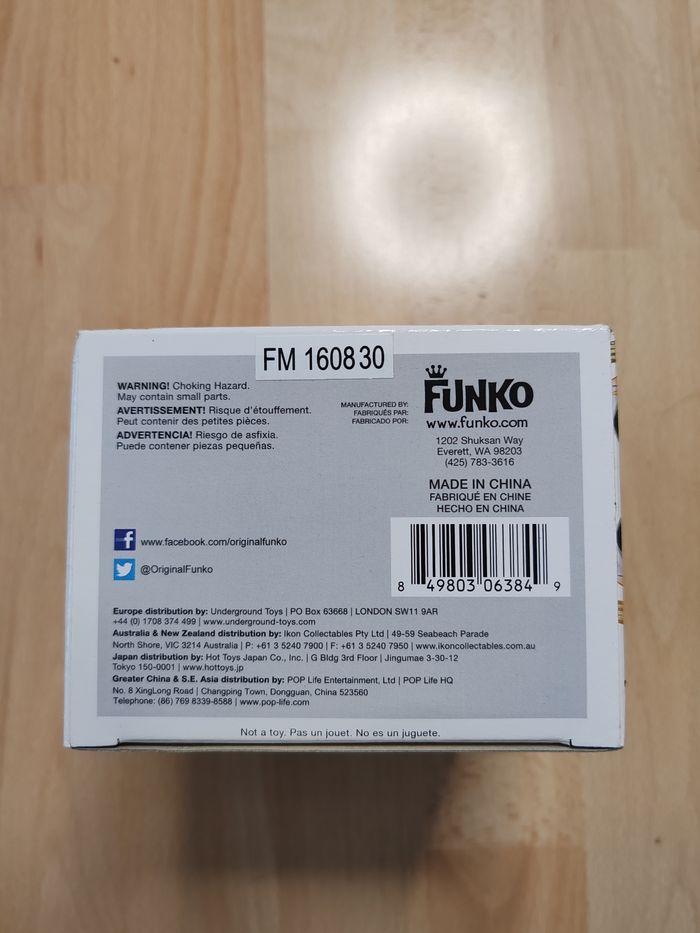 FM 160830
WARNING! Choking Hazard.
May contain small parts.
AVERTISSEMENT! Risque d'étouffement.
Peut contenir des petites pièces.
ADVERTENCIA! Riesgo de asfixia.
Puede contener piezas pequeñas.
MANUFACTURED BY:
FABRIQUÉS PAR:
FABRICADO POR:
FUNKO
www.funko.com
1202 Shuksan Way
Everett, WA 98203
(425) 783-3616
MADE IN CHINA
FABRIQUÉ EN CHINE
HECHO EN CHINA
8 49803 06384 9
www.facebook.com/originalfunko
@OriginalFunko
Europe distribution by: Underground Toys | PO Box 63668 | LONDON SW11 9AR
+44 (0) 1708 374 499 | www.underground-toys.com
Australia & New Zealand distribution by: Ikon Collectables Pty Ltd | 49-59 Seabeach Parade
North Shore, VIC 3214 Australia | P: +61 3 5240 7900 | F: +61 3 5240 7950 | www.ikoncollectables.com.au
Japan distribution by: Hot Toys Japan Co., Inc. | G Bldg 3rd Floor | Jingumae 3-30-12
Tokyo 150-0001 | www.hottoys.jp
Greater China & S.E. Asia distribution by: POP Life Entertainment, Ltd | POP Life HQ
No. 8 XingLong Road | Changping Town, Dongguan, China 523560
Telephone: (86) 769 8339-8588 | www.pop-life.com
Not a toy. Pas un jouet. No es un juguete.